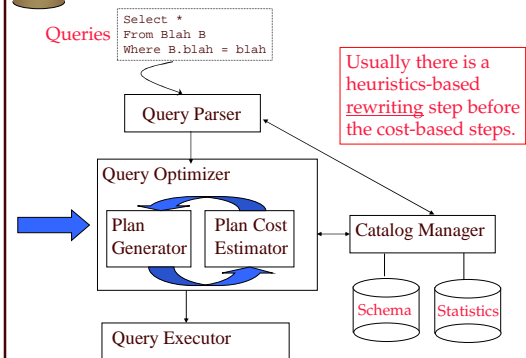 Queries
Select *
From Blah B
Where B.blah = blah
Usually there is a
heuristics-based
rewriting step before
the cost-based steps.
Query Parser
Query Optimizer
Plan
Generator
Plan Cost
Estimator
Catalog Manager
Schema
Statistics
Query Executor